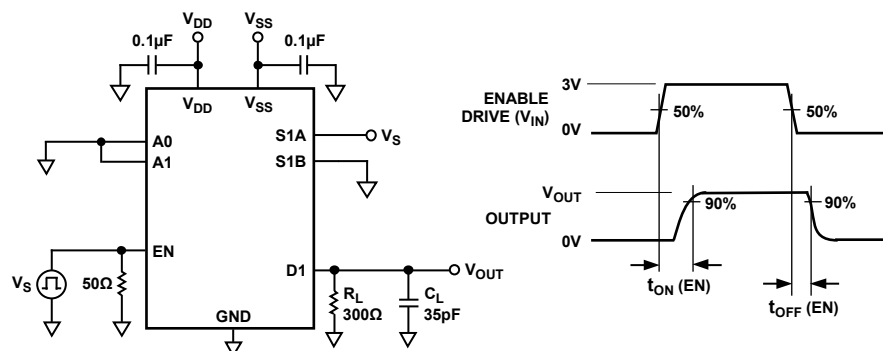 VDD
VSS
0.1µF
0.1µF
VDD
VSS
A0
A1
S1A
VS
S1B
EN
VS
50Ω
D1
VOUT
GND
RL
300Ω
CL
35pF
ENABLE
DRIVE (VIN)
3V
0V
50%
50%
OUTPUT
VOUT
0V
90%
90%
tON (EN)
tOFF (EN)